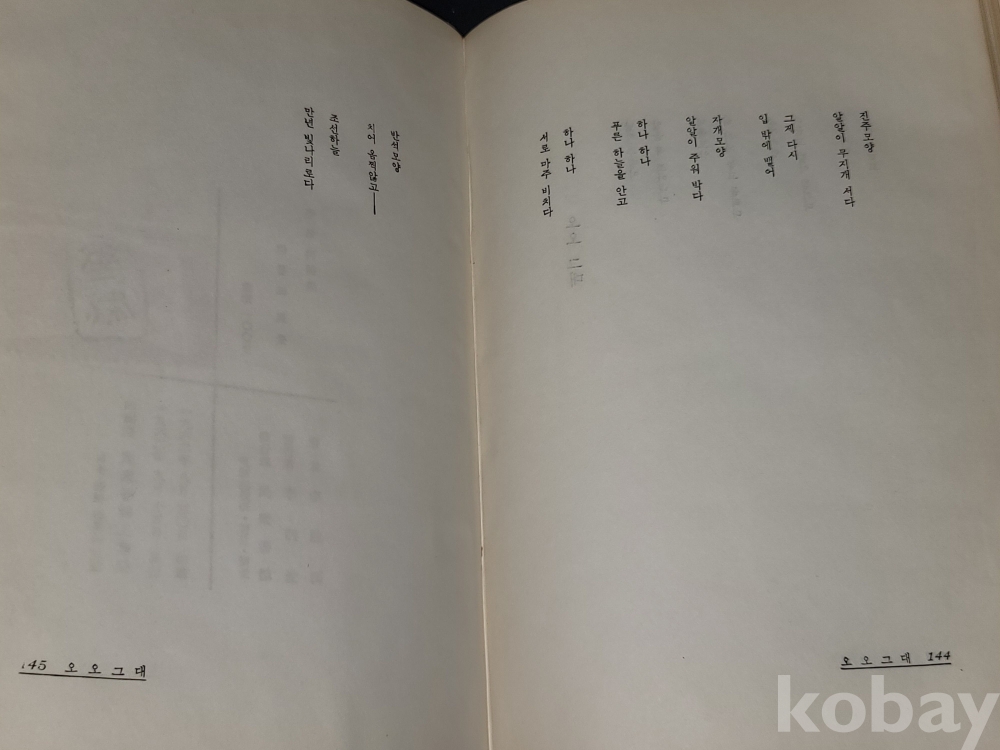 진주모양
알알이 무지개 서다
그제 다시
입 밖에 뱉어
자개모양
알알이 주워 박다
하나 하나
푸른 하늘을 안고
하나 하나
서로 마주 비치다
오오그대 144
반석모양
움직않고——
조선하늘
만년 빛나리로다
145 오오그대
kobay